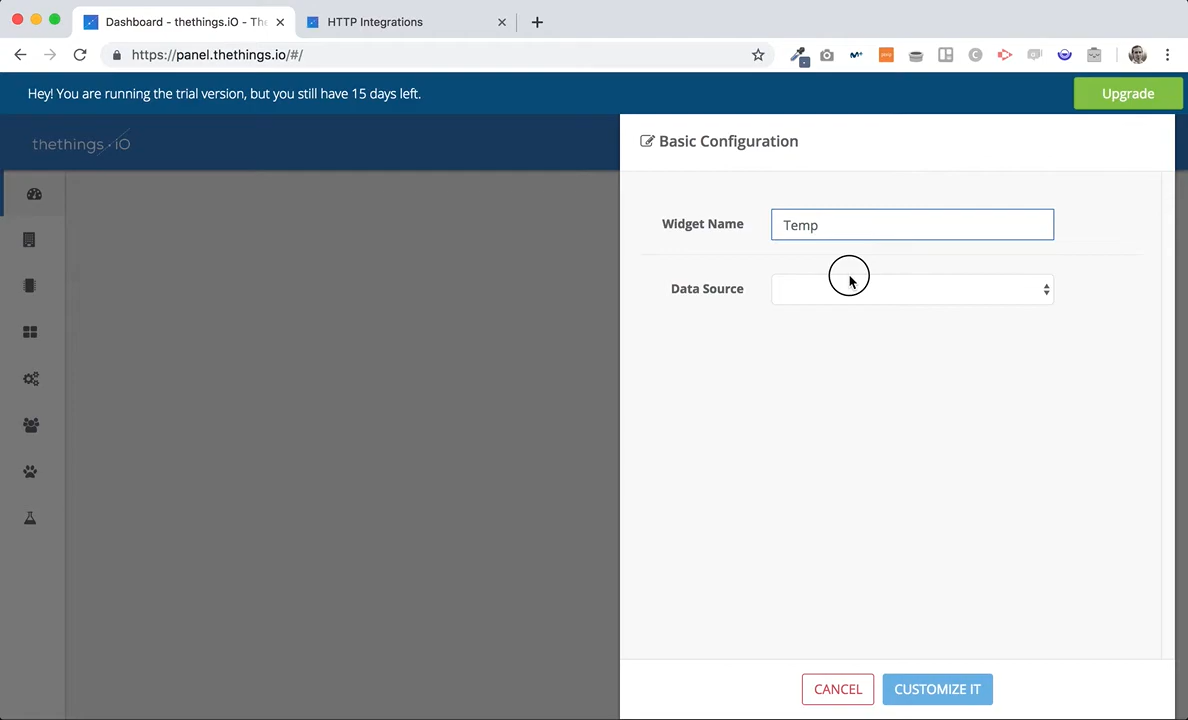 Dashboard - thethings.iO - Th
HTTP Integrations
https://panel.thethings.io/#/
Hey! You are running the trial version, but you still have 15 days left.
Upgrade
thethings.iO
Basic Configuration
Widget Name
Temp
Data Source
CANCEL
CUSTOMIZE IT